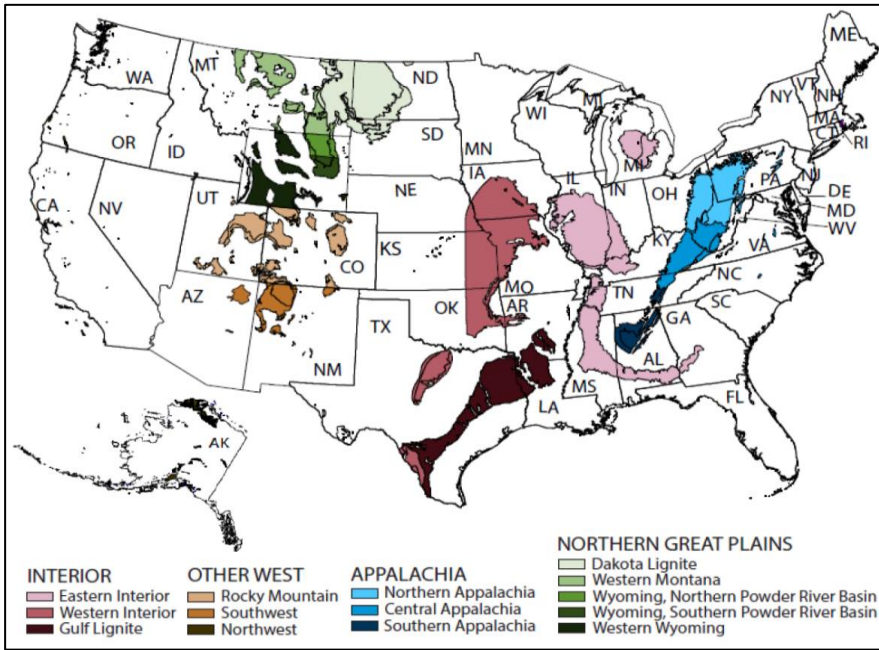 WA
MT
ND
ME
OR
ID
SD
MN
WI
MI
NY
VT
NH
MA
CT
RI
CA
NV
UT
NE
IA
IL
IN
OH
MI
PA
NJ
DE
MD
WV
CO
KS
MO
KY
VA
AZ
NM
OK
AR
TN
NC
SC
TX
LA
MS
AL
GA
FL
AK
INTERIOR
Eastern Interior
Western Interior
Gulf Lignite
OTHER WEST
Rocky Mountain
Southwest
Northwest
APPALACHIA
Northern Appalachia
Central Appalachia
Southern Appalachia
NORTHERN GREAT PLAINS
Dakota Lignite
Western Montana
Wyoming, Northern Powder River Basin
Wyoming, Southern Powder River Basin
Western Wyoming